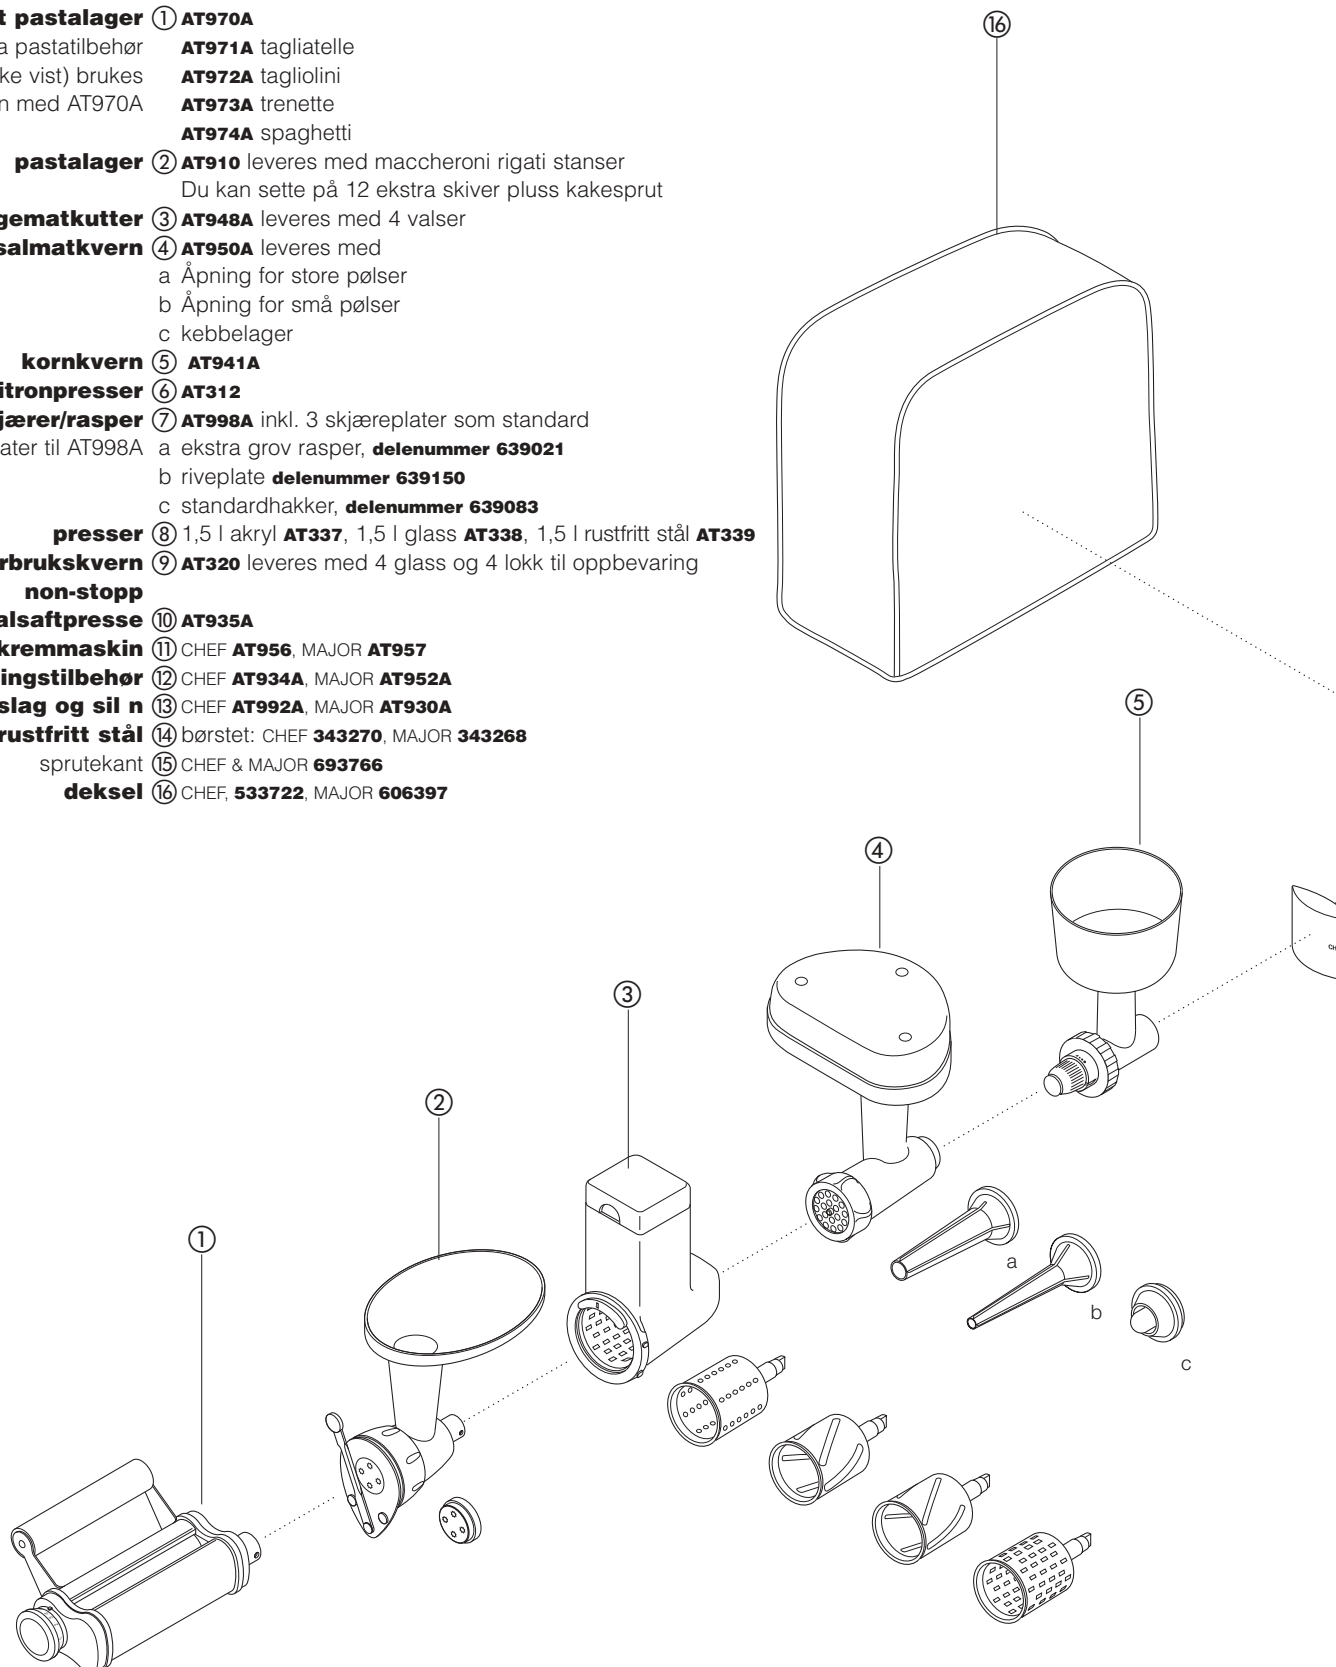 t pastalager ① AT970A
a pastatilbehør AT971A tagliatelle
ke vist) brukes AT972A tagliolini
n med AT970A AT973A trenette
AT974A spaghetti
pastalager ② AT910 leveres med maccheroni rigati stanser
Du kan sette på 12 ekstra skiver pluss kakesprut
gematkutter ③ AT948A leveres med 4 valser
salmatkvern ④ AT950A leveres med
a Åpning for store pølser
b Åpning for små pølser
c kebbelager
kornkvern ⑤ AT941A
itronpresser ⑥ AT312
jærer/rasper ⑦ AT998A inkl. 3 skjæreplater som standard
ater til AT998A a ekstra grov rasper, delenummer 639021
b riveplate delenummer 639150
c standardhakker, delenummer 639083
presser ⑧ 1,5 l akryl AT337, 1,5 l glass AT338, 1,5 l rustfritt stål AT339
rbrukskvern ⑨ AT320 leveres med 4 glass og 4 lokk til oppbevaring
non-stopp
alsaftpresse ⑩ AT935A
kremmaskin ⑪ CHEF AT956, MAJOR AT957
ingstilbehør ⑫ CHEF AT934A, MAJOR AT952A
slag og sil n ⑬ CHEF AT992A, MAJOR AT930A
rustfritt stål ⑭ børstet: CHEF 343270, MAJOR 343268
sprutekant ⑮ CHEF & MAJOR 693766
deksel ⑯ CHEF, 533722, MAJOR 606397
⑯
⑤
④
③
②
①
a
b
c
CH